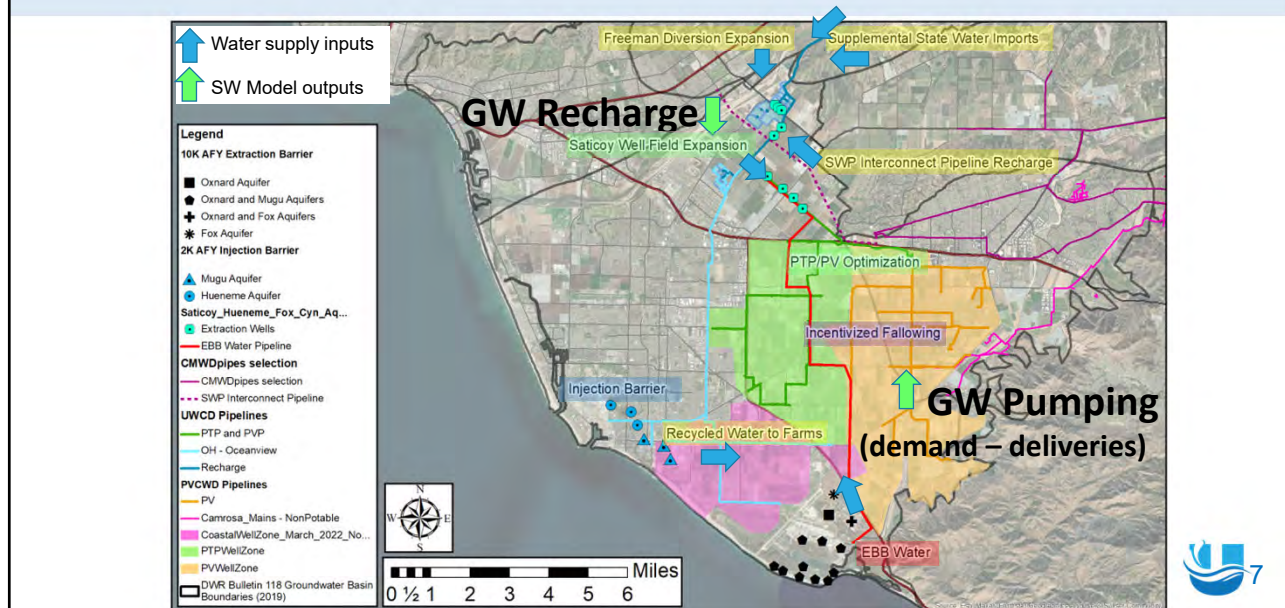 Water supply inputs
SW Model outputs
Legend
10K AFY Extraction Barrier
Oxnard Aquifer
Oxnard and Mugu Aquifers
Oxnard and Fox Aquifers
Fox Aquifer
2K AFY Injection Barrier
Mugu Aquifer
Hueneme Aquifer
Saticoy_Hueneme_Fox_Cyn_Aq...
Extraction Wells
EBB Water Pipeline
CMWDpipes selection
CMWDpipes selection
SWP Interconnect Pipeline
UWCD Pipelines
PTP and PVP
OH - Oceanview
Recharge
PVCWD Pipelines
PV
Camrosa_Mains - NonPotable
CoastalWellZone_March_2022_No...
PTPWellZone
PVWellZone
DWR Bulletin 118 Groundwater Basin
Boundaries (2019)
Freeman Diversion Expansion
Supplemental State Water Imports
GW Recharge
Saticoy Well Field Expansion
SWP Interconnect Pipeline Recharge
PTP/PV Optimization
Incentivized Fallowing
Injection Barrier
GW Pumping
(demand – deliveries)
Recycled Water to Farms
EBB Water
N
W E
S
Miles
0 ½ 1 2 3 4 5 6
7